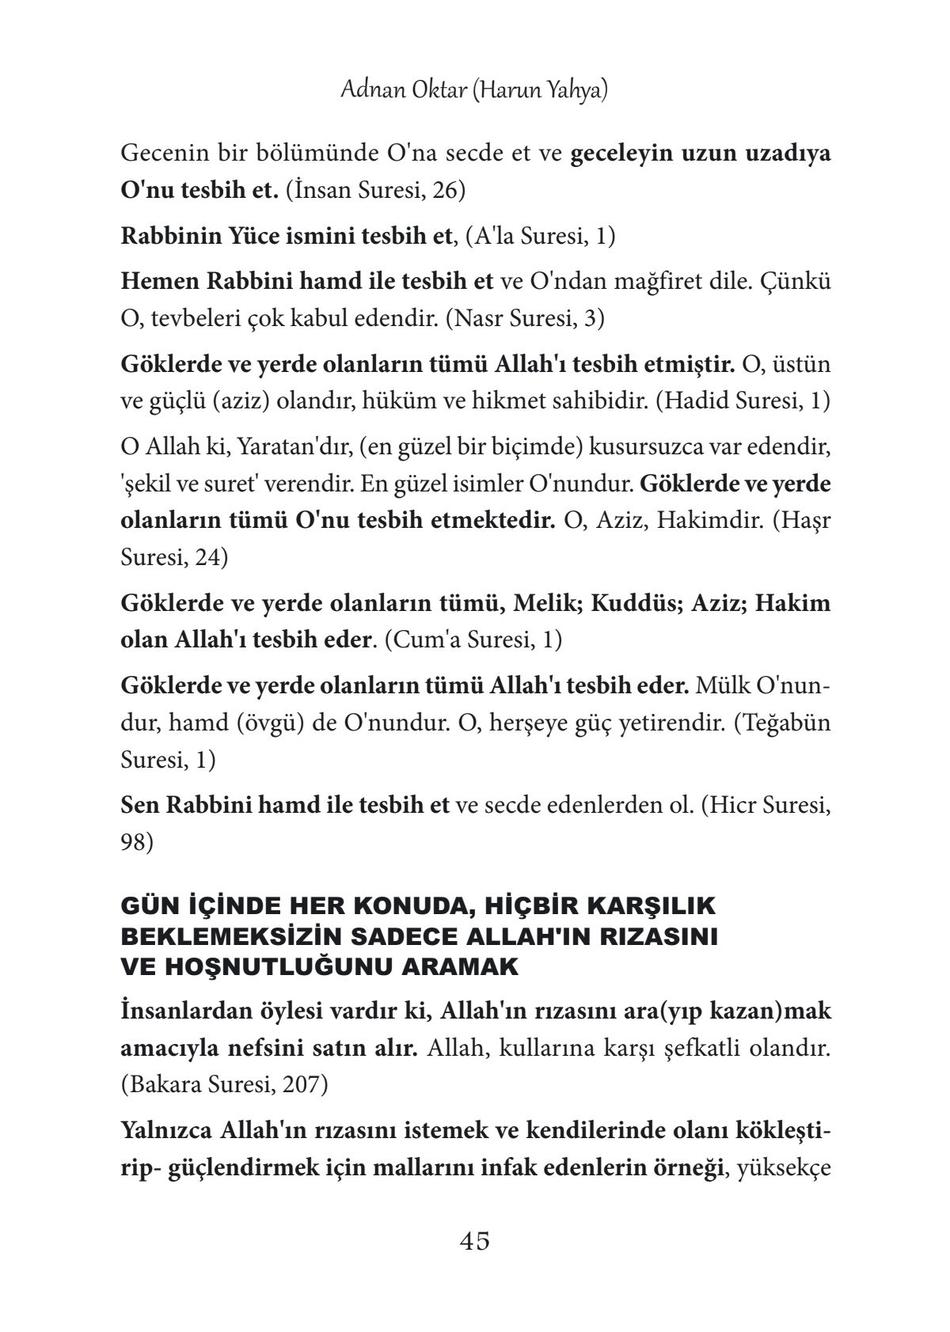 Adnan Oktar (Harun Yahya)
Gecenin bir bölümünde O'na secde et ve geceleyin uzun uzadıya
O'nu tesbih et. (İnsan Suresi, 26)
Rabbinin Yüce ismini tesbih et, (A'la Suresi, 1)
Hemen Rabbini hamd ile tesbih et ve O'ndan mağfiret dile. Çünkü
O, tevbeleri çok kabul edendir. (Nasr Suresi, 3)
Göklerde ve yerde olanların tümü Allah'ı tesbih etmiştir. O, üstün
ve güçlü (aziz) olandır, hüküm ve hikmet sahibidir. (Hadid Suresi, 1)
O Allah ki, Yaratan'dır, (en güzel bir biçimde) kusursuzca var edendir,
'şekil ve suret' verendir. En güzel isimler O'nundur. Göklerde ve yerde
olanların tümü O'nu tesbih etmektedir. O, Aziz, Hakimdir. (Haşr
Suresi, 24)
Göklerde ve yerde olanların tümü, Melik; Kuddüs; Aziz; Hakim
olan Allah'ı tesbih eder. (Cum'a Suresi, 1)
Göklerde ve yerde olanların tümü Allah'ı tesbih eder. Mülk O'nun-
dur, hamd (övgü) de O'nundur. O, herşeye güç yetirendir. (Teğabün
Suresi, 1)
Sen Rabbini hamd ile tesbih et ve secde edenlerden ol. (Hicr Suresi,
98)
GÜN İÇİNDE HER KONUDA, HİÇBİR KARŞILIK
BEKLEMEKSİZİN SADECE ALLAH'IN RIZASINI
VE HOŞNUTLUĞUNU ARAMAK
İnsanlardan öylesi vardır ki, Allah'ın rızasını ara(yıp kazan)mak
amacıyla nefsini satın alır. Allah, kullarına karşı şefkatli olandır.
(Bakara Suresi, 207)
Yalnızca Allah'ın rızasını istemek ve kendilerinde olanı kökleşti-
rip- güçlendirmek için mallarını infak edenlerin örneği, yüksekçe
45